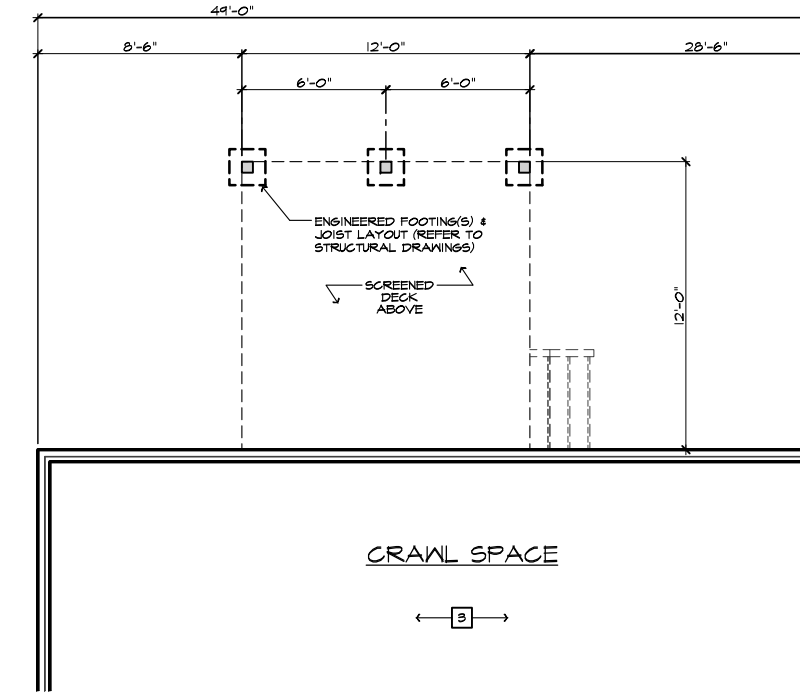 49'-0"
8'-6" 12'-0" 28'-6"
6'-0" 6'-0"
ENGINEERED FOOTING(S) &
JOIST LAYOUT (REFER TO
STRUCTURAL DRAWINGS)
SCREENED
DECK
ABOVE
12'-0"
CRAWL SPACE
3